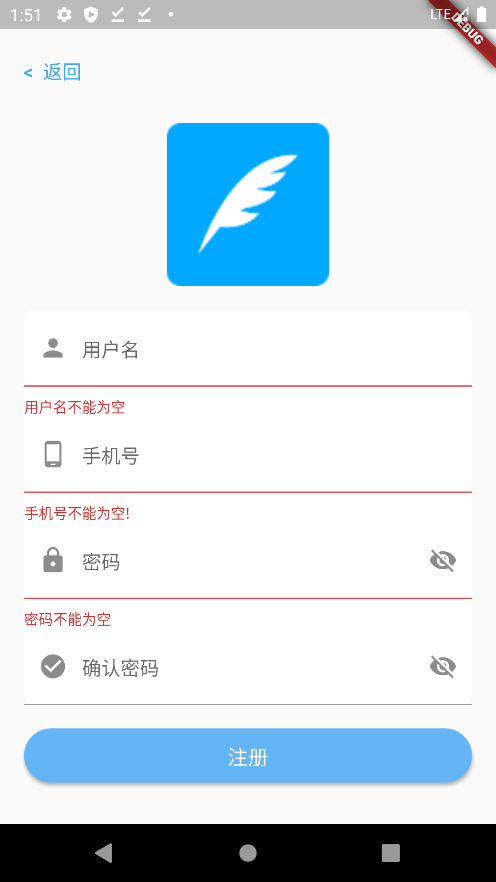 1:51
LTE
DEBUG
< 返回
用户名
用户名不能为空
手机号
手机号不能为空!
密码
密码不能为空
确认密码
注册